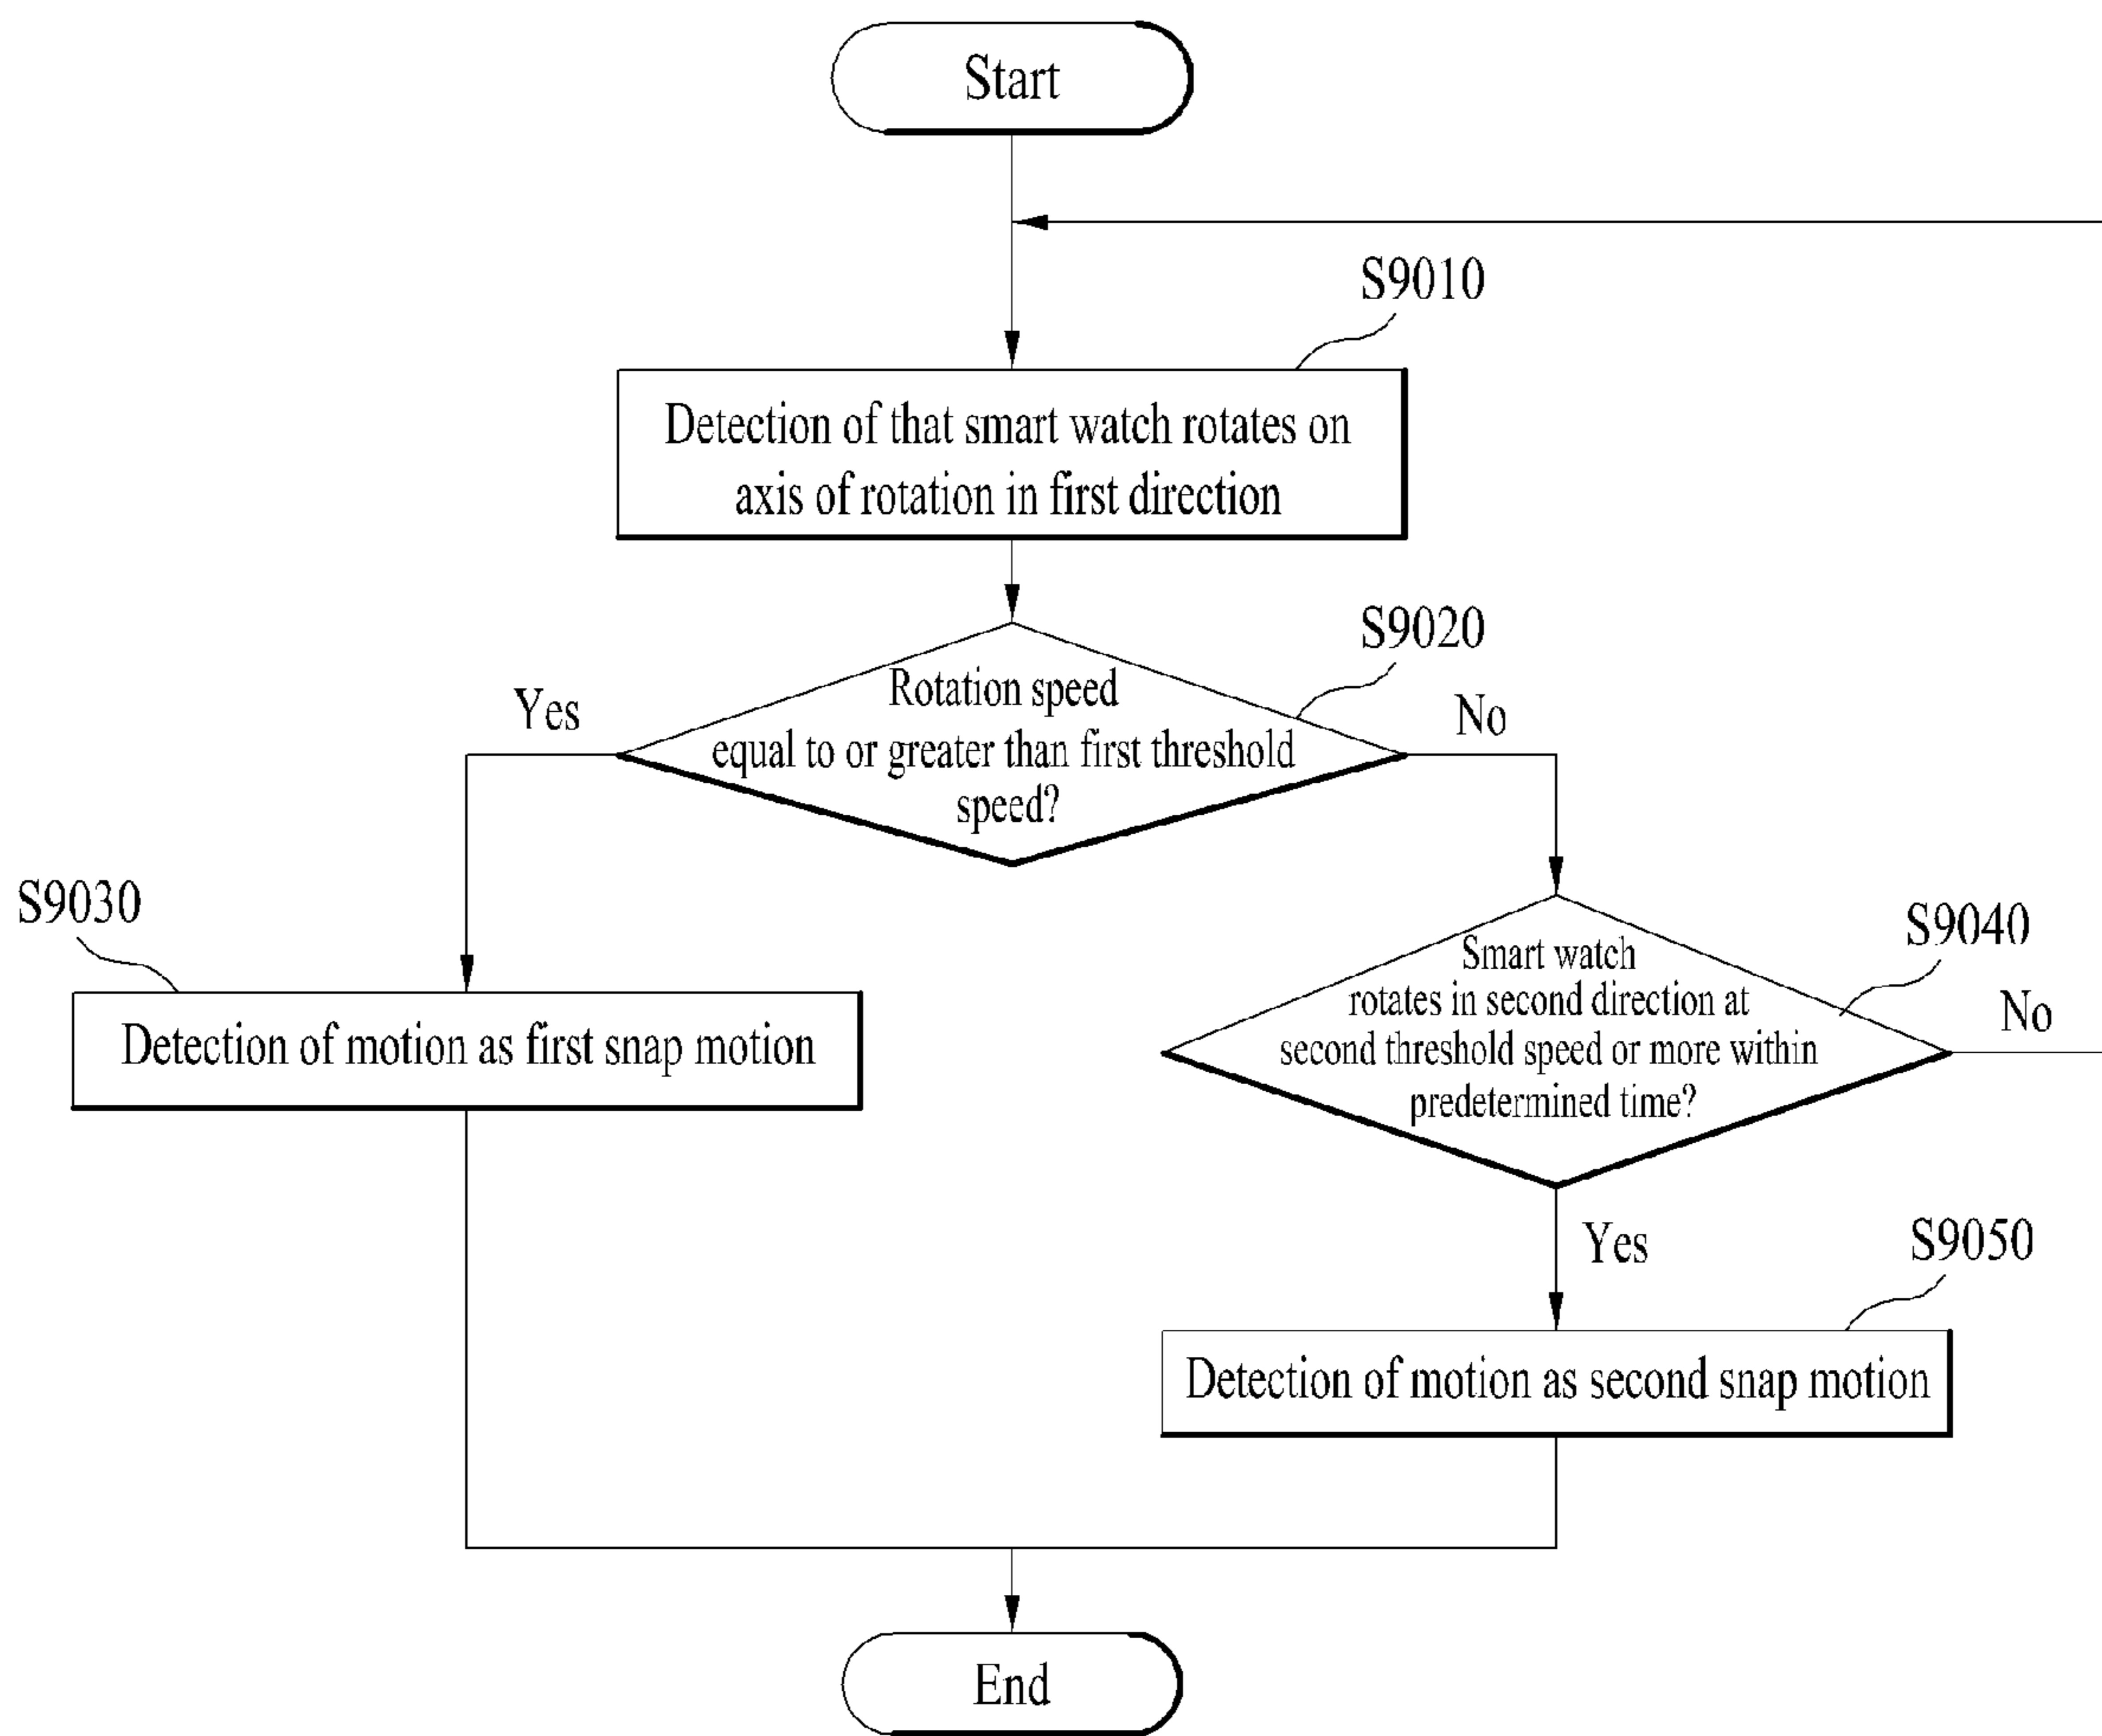 Start
S9010
Detection of that smart watch rotates on
axis of rotation in first direction
S9020
Rotation speed
equal to or greater than first threshold
speed?
Yes
No
S9030
Detection of motion as first snap motion
S9040
Smart watch
rotates in second direction at
second threshold speed or more within
predetermined time?
No
Yes
S9050
Detection of motion as second snap motion
End